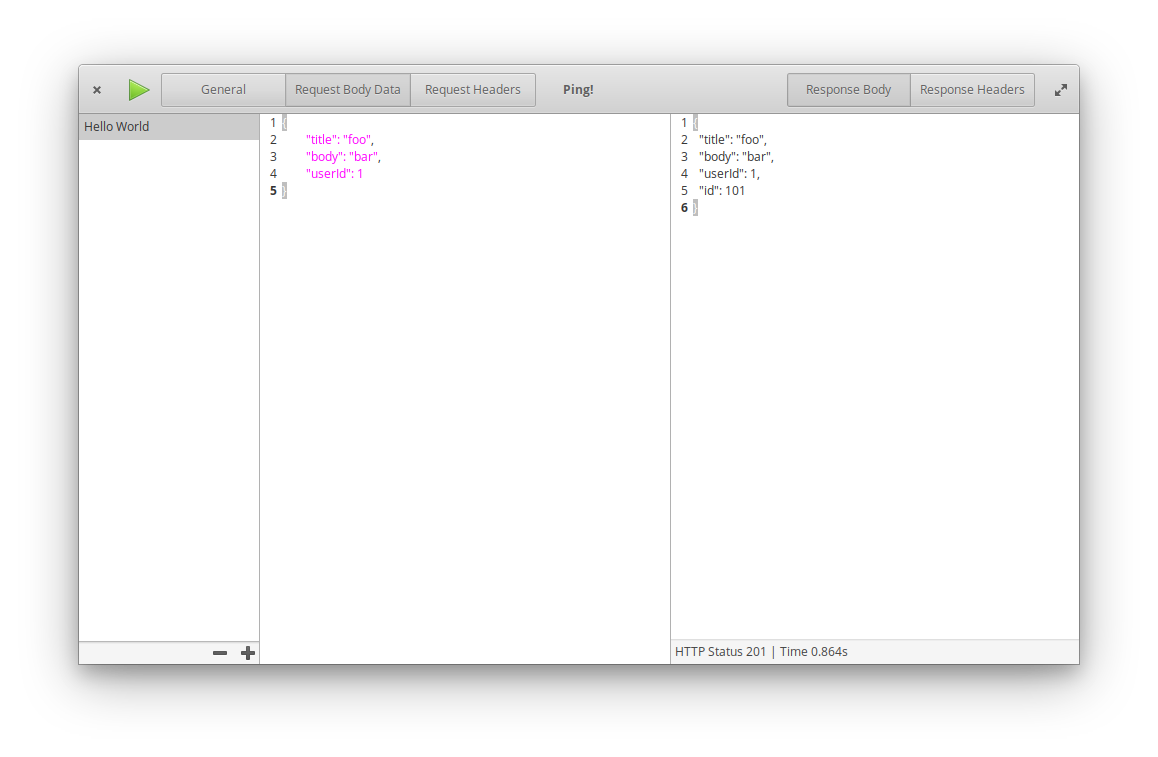 General Request Body Data Request Headers Ping! Response Body Response Headers
Hello World
1 {
2 "title": "foo",
3 "body": "bar",
4 "userId": 1
5 }
1 {
2 "title": "foo",
3 "body": "bar",
4 "userId": 1,
5 "id": 101
6 }
HTTP Status 201 | Time 0.864s